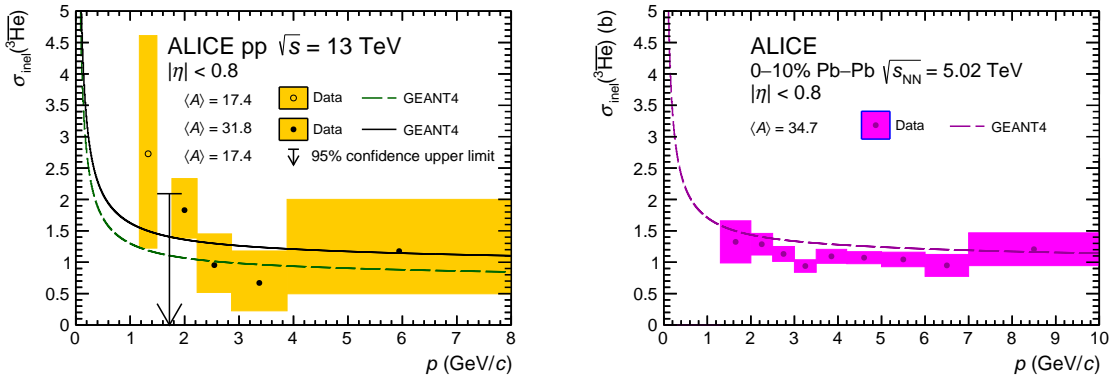 ALICE pp √s = 13 TeV
|η| < 0.8
⟨A⟩ = 17.4 Data GEANT4
⟨A⟩ = 31.8 Data GEANT4
⟨A⟩ = 17.4 95% confidence upper limit
σinel(³H̅e̅)
5
4.5
4
3.5
3
2.5
2
1.5
1
0.5
0
0 1 2 3 4 5 6 7 8
p (GeV/c)
ALICE
0–10% Pb–Pb √sNN = 5.02 TeV
|η| < 0.8
⟨A⟩ = 34.7 Data GEANT4
σinel(³H̅e̅) (b)
5
4.5
4
3.5
3
2.5
2
1.5
1
0.5
0
0 1 2 3 4 5 6 7 8 9 10
p (GeV/c)